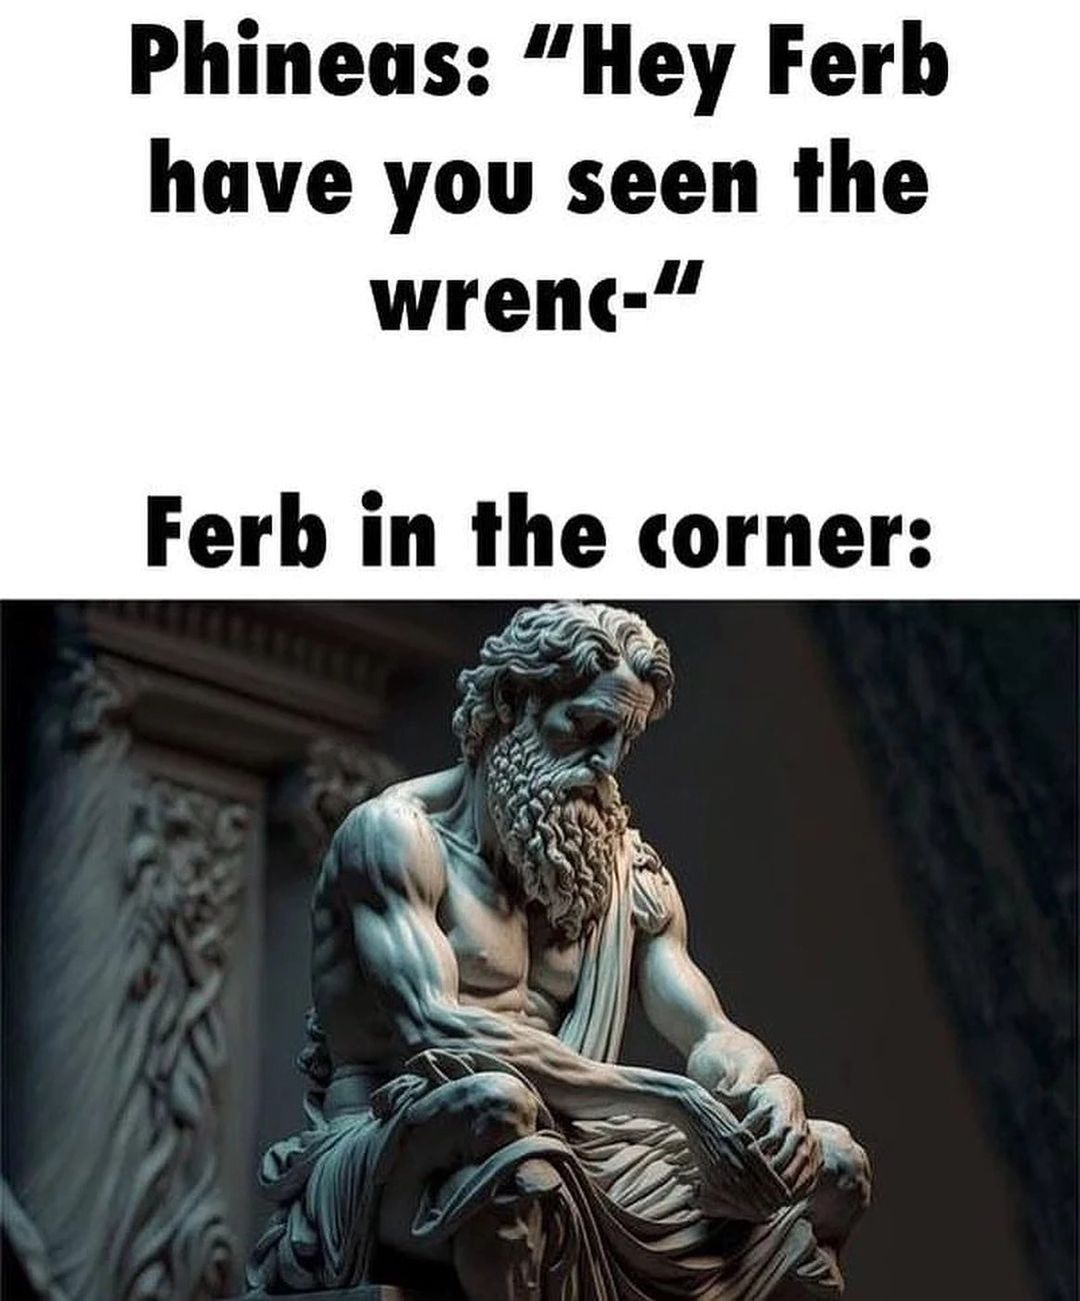 Phineas: “Hey Ferb
have you seen the
wrenc-“
Ferb in the corner: